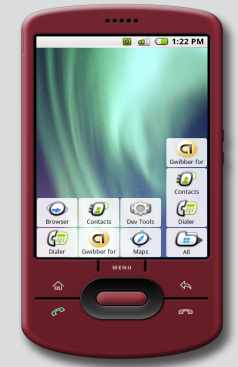 1:22 PM
Gwibber for
Contacts
Browser Contacts Dev Tools Dialer
Dialer Gwibber for Maps All
MENU